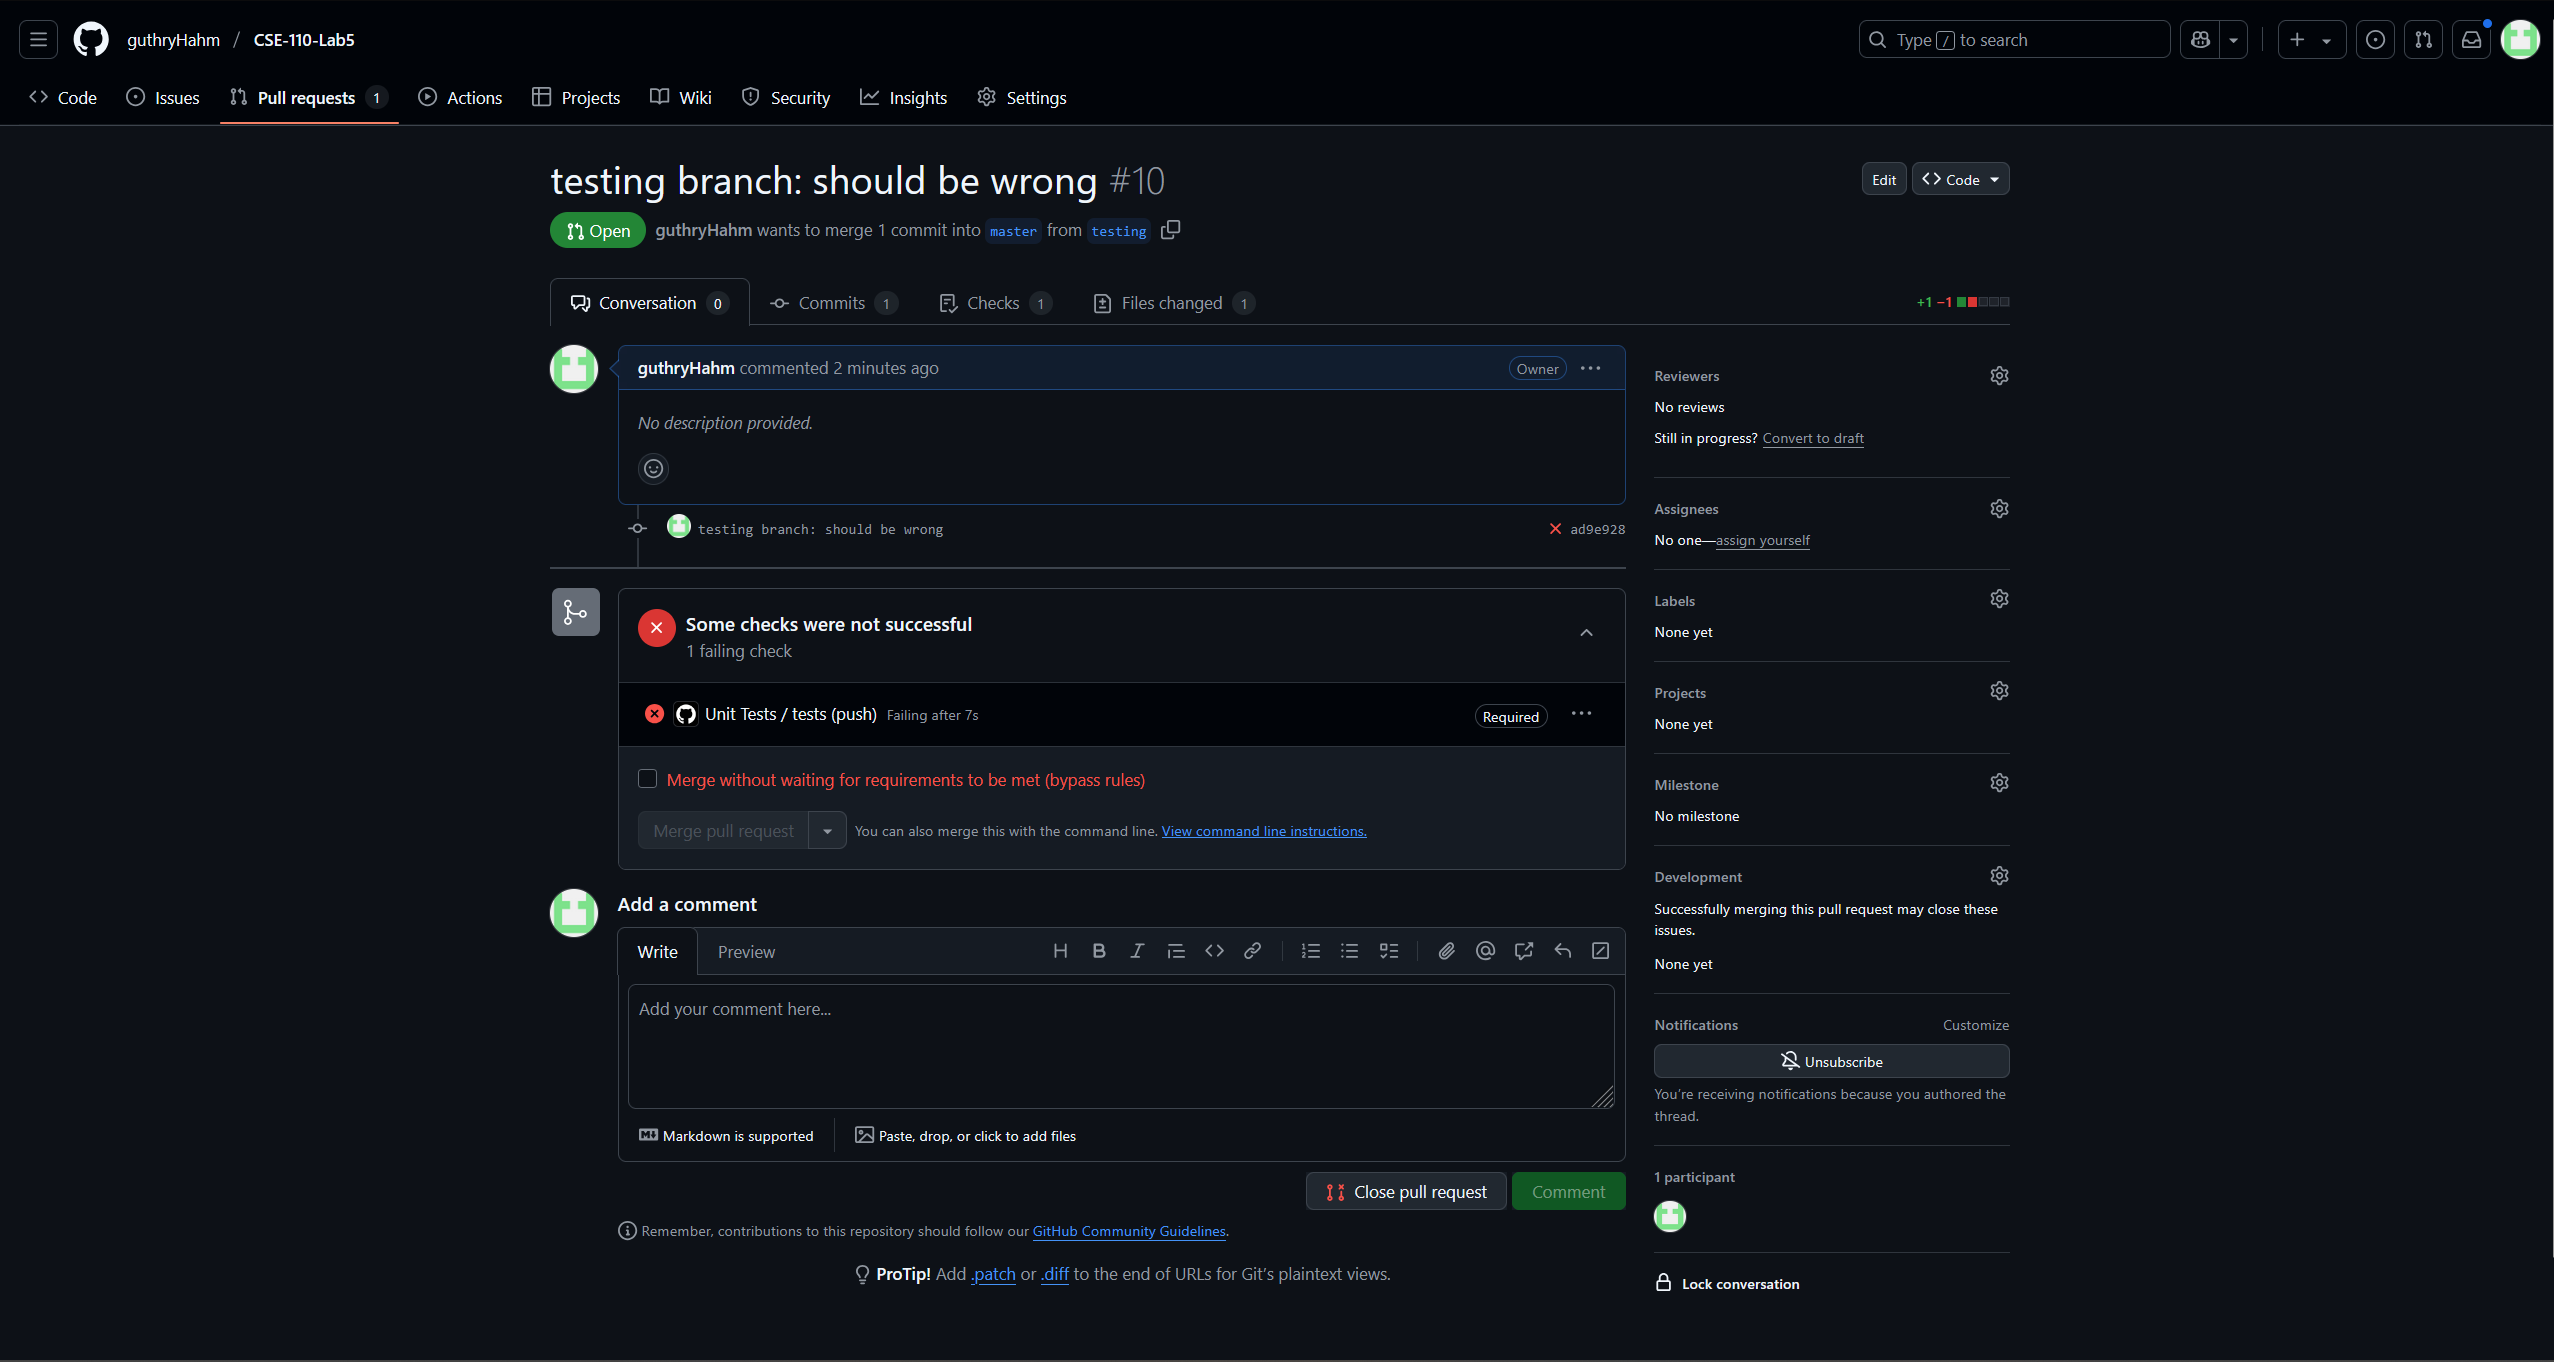 guthryHahm / CSE-110-Lab5
Type / to search
Code
Issues
Pull requests 1
Actions
Projects
Wiki
Security
Insights
Settings
testing branch: should be wrong #10
Edit
Code
Open
guthryHahm wants to merge 1 commit into master from testing
Conversation 0
Commits 1
Checks 1
Files changed 1
+1 −1
guthryHahm commented 2 minutes ago
Owner
No description provided.
testing branch: should be wrong
ad9e928
Some checks were not successful
1 failing check
Unit Tests / tests (push) Failing after 7s
Required
Merge without waiting for requirements to be met (bypass rules)
Merge pull request
You can also merge this with the command line. View command line instructions.
Add a comment
Write
Preview
Add your comment here...
Markdown is supported
Paste, drop, or click to add files
Close pull request
Comment
Remember, contributions to this repository should follow our GitHub Community Guidelines.
ProTip! Add .patch or .diff to the end of URLs for Git's plaintext views.
Reviewers
No reviews
Still in progress? Convert to draft
Assignees
No one—assign yourself
Labels
None yet
Projects
None yet
Milestone
No milestone
Development
Successfully merging this pull request may close these
issues.
None yet
Notifications
Customize
Unsubscribe
You're receiving notifications because you authored the
thread.
1 participant
Lock conversation